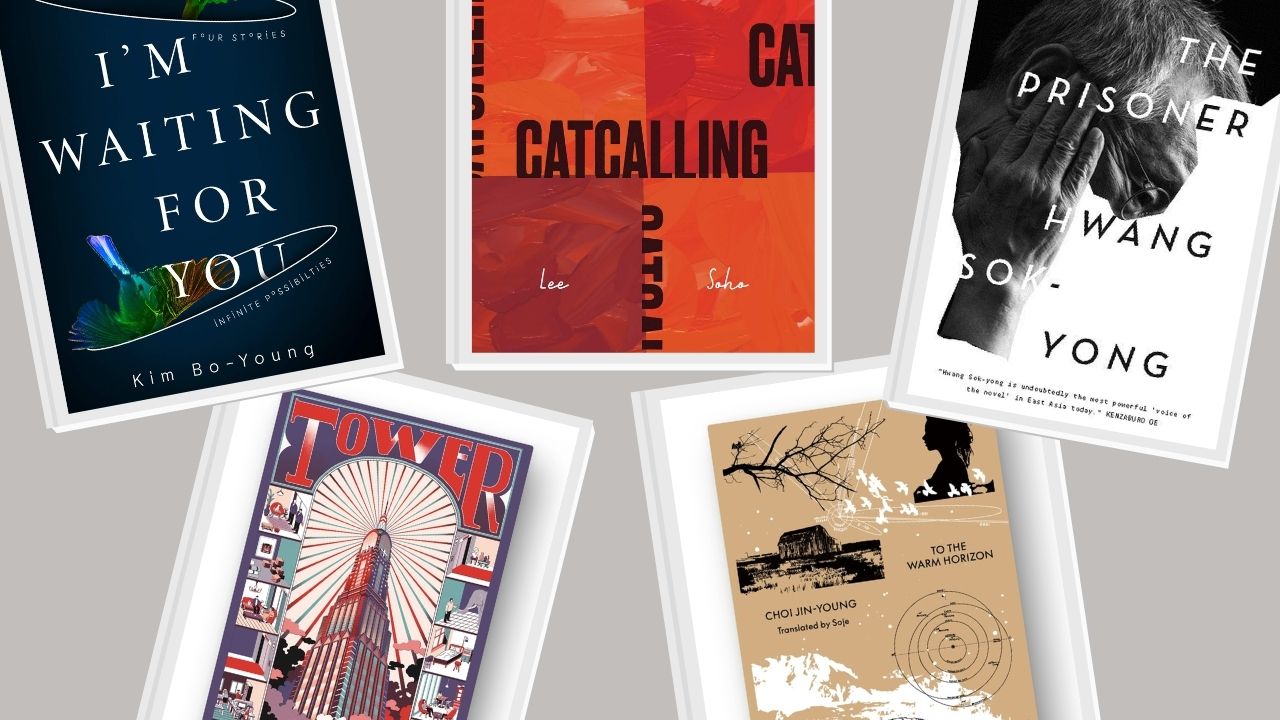 FOUR STORIES
I'M
WAITING
FOR
YOU
INFINITE POSSIBILTIES
Kim Bo-Young
CAT
CATCALLING
Lee Soho
THE
PRISONER
HWANG
SOK-
YONG
"Hwang Sok-yong is undoubtedly the most powerful 'voice of
the novel' in East Asia today." KENZABURO OE
TOWER
TO THE
WARM HORIZON
CHOI JIN-YOUNG
Translated by Soje